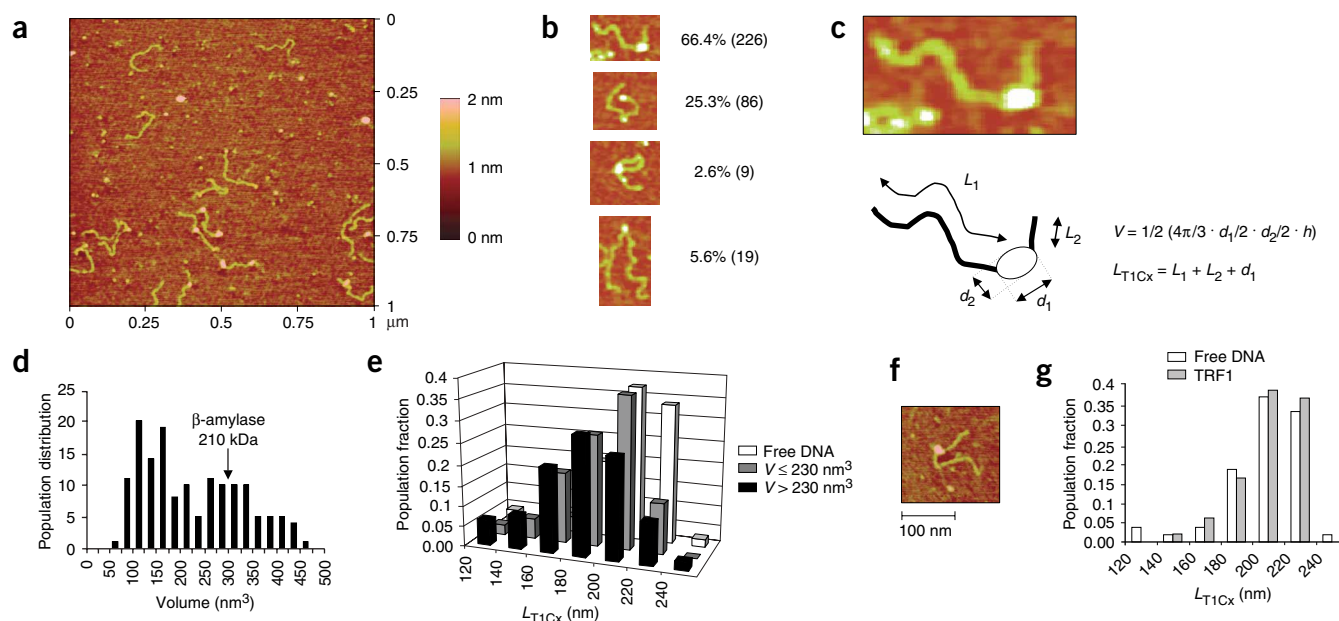 a
0
0.25
0.5
0.75
1
0 0.25 0.5 0.75 1 μm
2 nm
1 nm
0 nm
b
66.4% (226)
25.3% (86)
2.6% (9)
5.6% (19)
c
L1
L2
d2
d1
V = 1/2 (4π/3 · d1/2 · d2/2 · h)
LT1Cx = L1 + L2 + d1
d
Population distribution
25
20
15
10
5
0
β-amylase
210 kDa
0 50 100 150 200 250 300 350 400 450 500
Volume (nm3)
e
Population fraction
0.4
0.35
0.30
0.25
0.2
0.15
0.1
0.05
0.00
120 140 160 180 200 220 240
LT1Cx (nm)
Free DNA
V ≤ 230 nm3
V > 230 nm3
f
100 nm
g
Free DNA
TRF1
Population fraction
0.4
0.35
0.30
0.25
0.2
0.15
0.1
0.05
0.00
120 140 160 180 200 220 240
LT1Cx (nm)